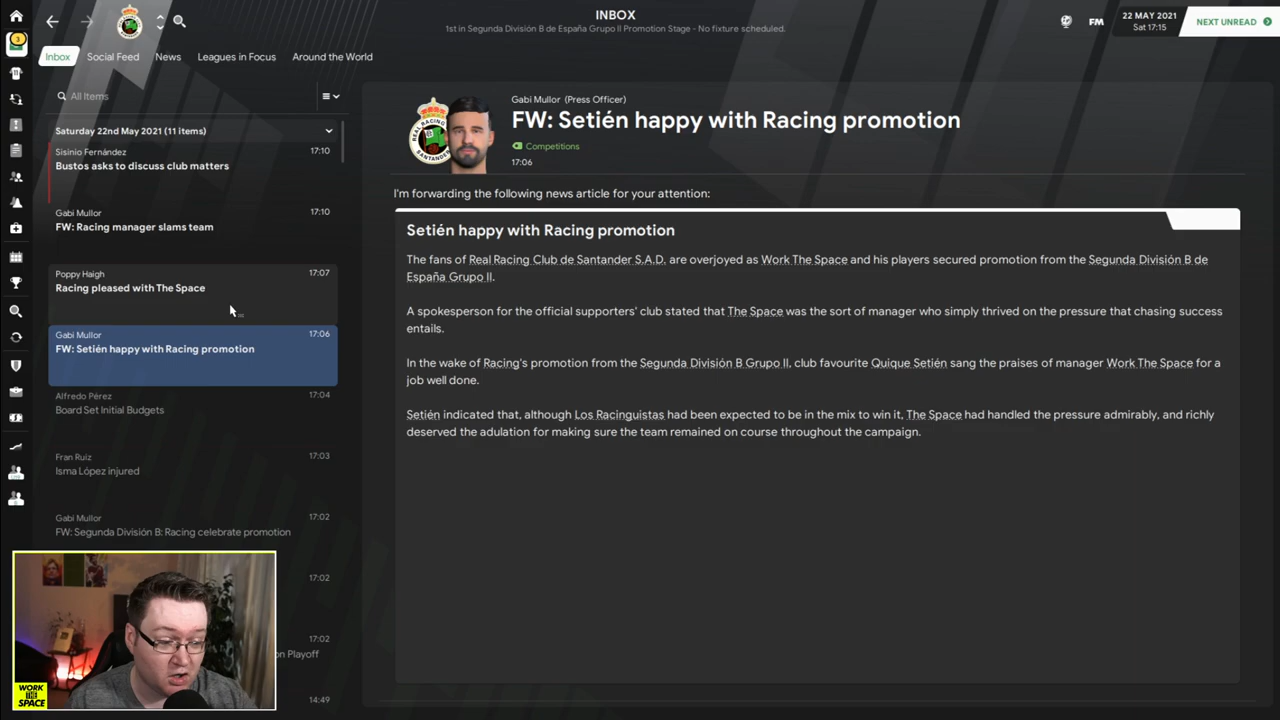 INBOX
1st in Segunda División B de España Grupo II Promotion Stage - No fixture scheduled.
FM
22 MAY 2021
Sat 17:15
NEXT UNREAD
3
Inbox
Social Feed
News
Leagues in Focus
Around the World
All Items
Saturday 22nd May 2021 (11 items)
Sisinio Fernández
17:10
Bustos asks to discuss club matters
Gabi Mullor
17:10
FW: Racing manager slams team
Poppy Haigh
17:07
Racing pleased with The Space
Gabi Mullor
17:06
FW: Setién happy with Racing promotion
Alfredo Pérez
17:04
Board Set Initial Budgets
Fran Ruiz
17:03
Isma López injured
Gabi Mullor
17:02
FW: Segunda División B: Racing celebrate promotion
17:02
17:02
on Playoff
14:49
WORK
THE
SPACE
Gabi Mullor (Press Officer)
FW: Setién happy with Racing promotion
Competitions
17:06
I'm forwarding the following news article for your attention:
Setién happy with Racing promotion
The fans of Real Racing Club de Santander S.A.D. are overjoyed as Work The Space and his players secured promotion from the Segunda División B de
España Grupo II.
A spokesperson for the official supporters' club stated that The Space was the sort of manager who simply thrived on the pressure that chasing success
entails.
In the wake of Racing's promotion from the Segunda División B Grupo II, club favourite Quique Setién sang the praises of manager Work The Space for a
job well done.
Setién indicated that, although Los Racinguistas had been expected to be in the mix to win it, The Space had handled the pressure admirably, and richly
deserved the adulation for making sure the team remained on course throughout the campaign.